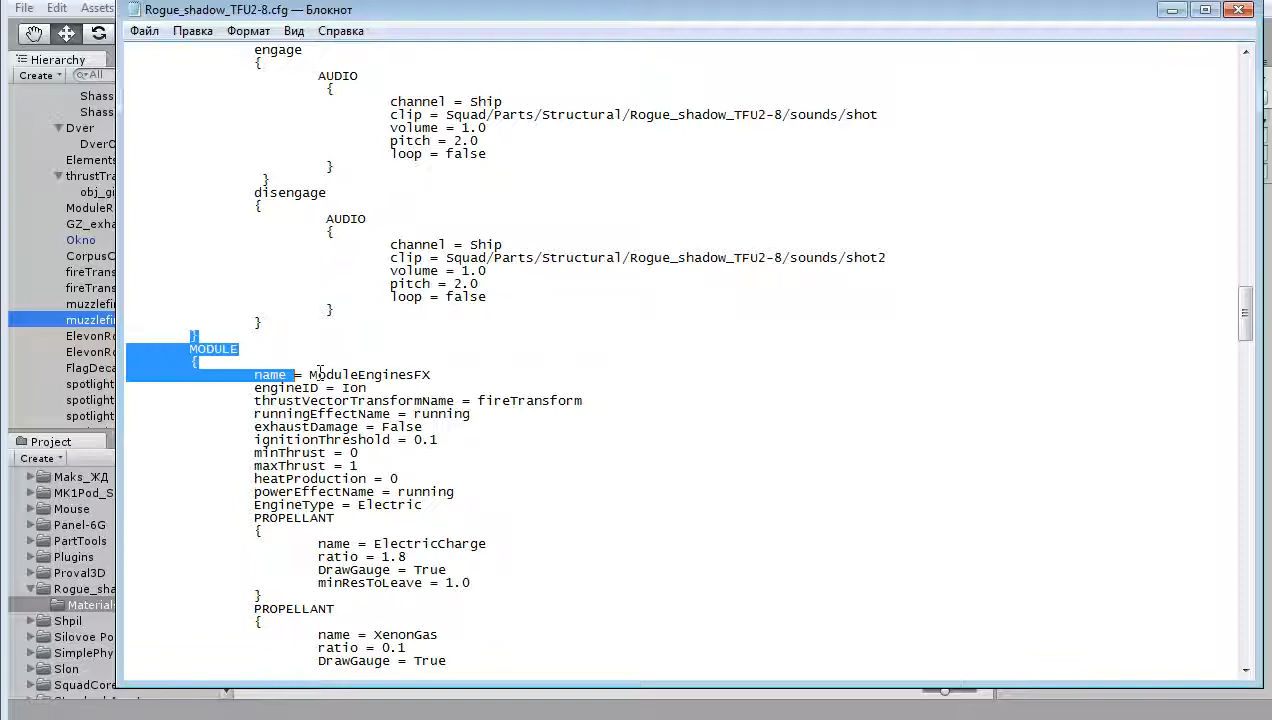 File Edit Assets
Rogue_shadow_TFU2-8.cfg — Блокнот
Файл Правка Формат Вид Справка
Hierarchy
Create All
Shass
Shass
Dver
DverO
Elements
thrustTra
obj_gi
ModuleR
GZ_exha
Okno
CorpusC
fireTrans
fireTrans
muzzlefir
muzzlefir
ElevonRo
ElevonRo
FlagDeca
spotlight
spotlight
spotlight
Project
Create
Maks_ЖД
MK1Pod_S
Mouse
Panel-6G
PartTools
Plugins
Proval3D
Rogue_sha
Material
Shpil
Silovoe Po
SimplePhy
Slon
SquadCore
engage
{
AUDIO
{
channel = Ship
clip = Squad/Parts/Structural/Rogue_shadow_TFU2-8/sounds/shot
volume = 1.0
pitch = 2.0
loop = false
}
}
disengage
{
AUDIO
{
channel = Ship
clip = Squad/Parts/Structural/Rogue_shadow_TFU2-8/sounds/shot2
volume = 1.0
pitch = 2.0
loop = false
}
}
}
MODULE
{
name = ModuleEnginesFX
engineID = Ion
thrustVectorTransformName = fireTransform
runningEffectName = running
exhaustDamage = False
ignitionThreshold = 0.1
minThrust = 0
maxThrust = 1
heatProduction = 0
powerEffectName = running
EngineType = Electric
PROPELLANT
{
name = ElectricCharge
ratio = 1.8
DrawGauge = True
minResToLeave = 1.0
}
PROPELLANT
{
name = XenonGas
ratio = 0.1
DrawGauge = True